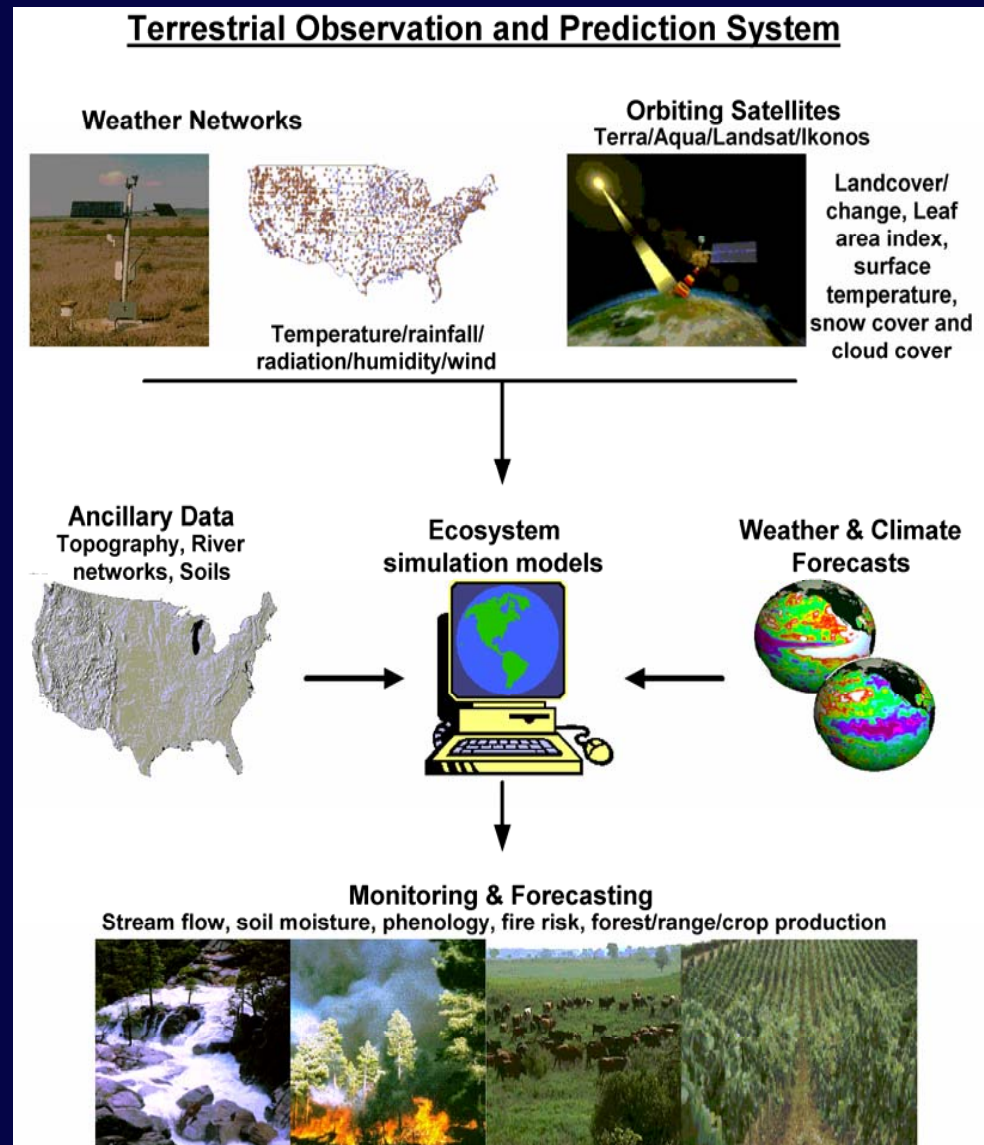 Terrestrial Observation and Prediction System
Weather Networks
Temperature/rainfall/
radiation/humidity/wind
Orbiting Satellites
Terra/Aqua/Landsat/Ikonos
Landcover/
change, Leaf
area index,
surface
temperature,
snow cover and
cloud cover
Ancillary Data
Topography, River
networks, Soils
Ecosystem
simulation models
Weather & Climate
Forecasts
Monitoring & Forecasting
Stream flow, soil moisture, phenology, fire risk, forest/range/crop production